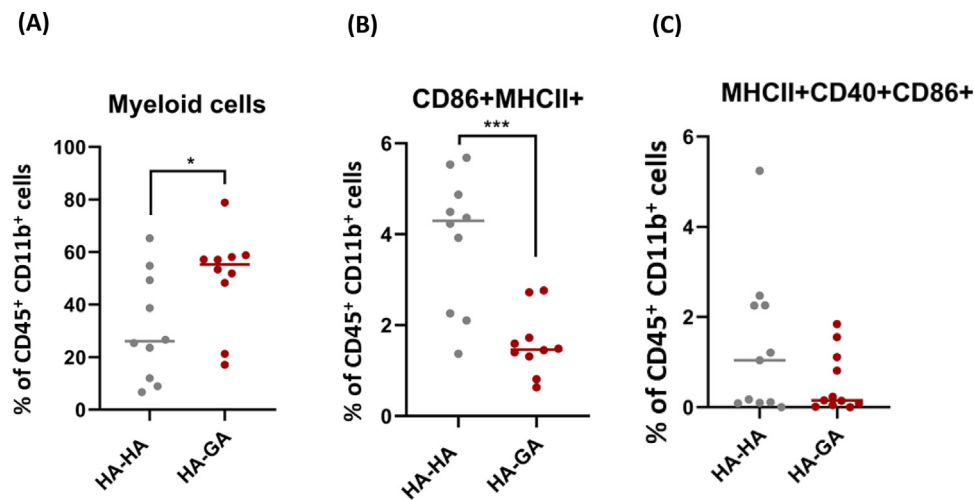 (A)
Myeloid cells
% of CD45⁺ CD11b⁺ cells
100
80
60
40
20
0
*
HA-HA
HA-GA
(B)
CD86+MHCII+
% of CD45⁺ CD11b⁺ cells
6
4
2
0
***
HA-HA
HA-GA
(C)
MHCII+CD40+CD86+
% of CD45⁺ CD11b⁺ cells
6
4
2
0
HA-HA
HA-GA